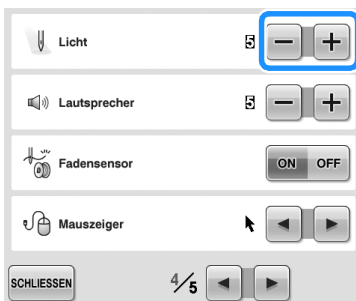 Licht 5 − +
Lautsprecher 5 − +
Fadensensor ON OFF
Mauszeiger
SCHLIESSEN 4/5